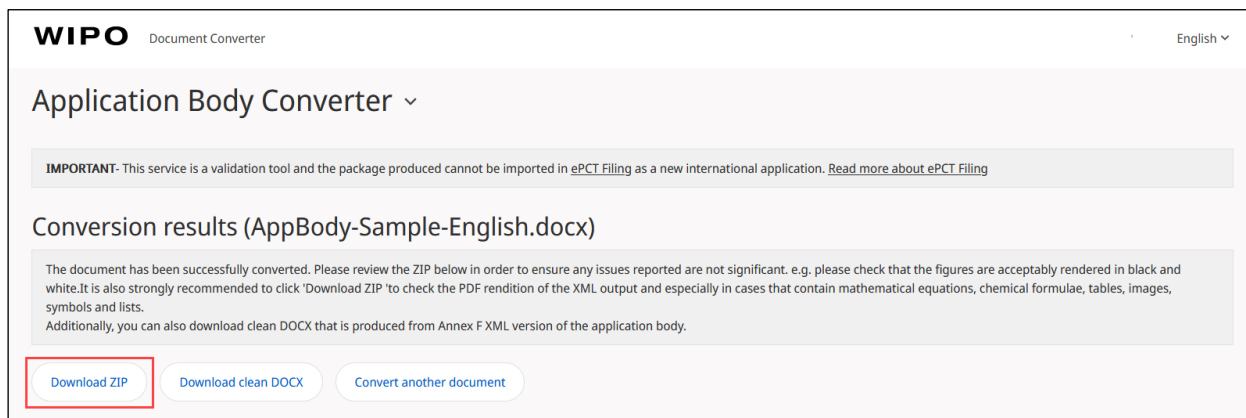 WIPO Document Converter English
Application Body Converter
IMPORTANT- This service is a validation tool and the package produced cannot be imported in ePCT Filing as a new international application. Read more about ePCT Filing
Conversion results (AppBody-Sample-English.docx)
The document has been successfully converted. Please review the ZIP below in order to ensure any issues reported are not significant. e.g. please check that the figures are acceptably rendered in black and
white.It is also strongly recommended to click 'Download ZIP 'to check the PDF rendition of the XML output and especially in cases that contain mathematical equations, chemical formulae, tables, images,
symbols and lists.
Additionally, you can also download clean DOCX that is produced from Annex F XML version of the application body.
Download ZIP Download clean DOCX Convert another document